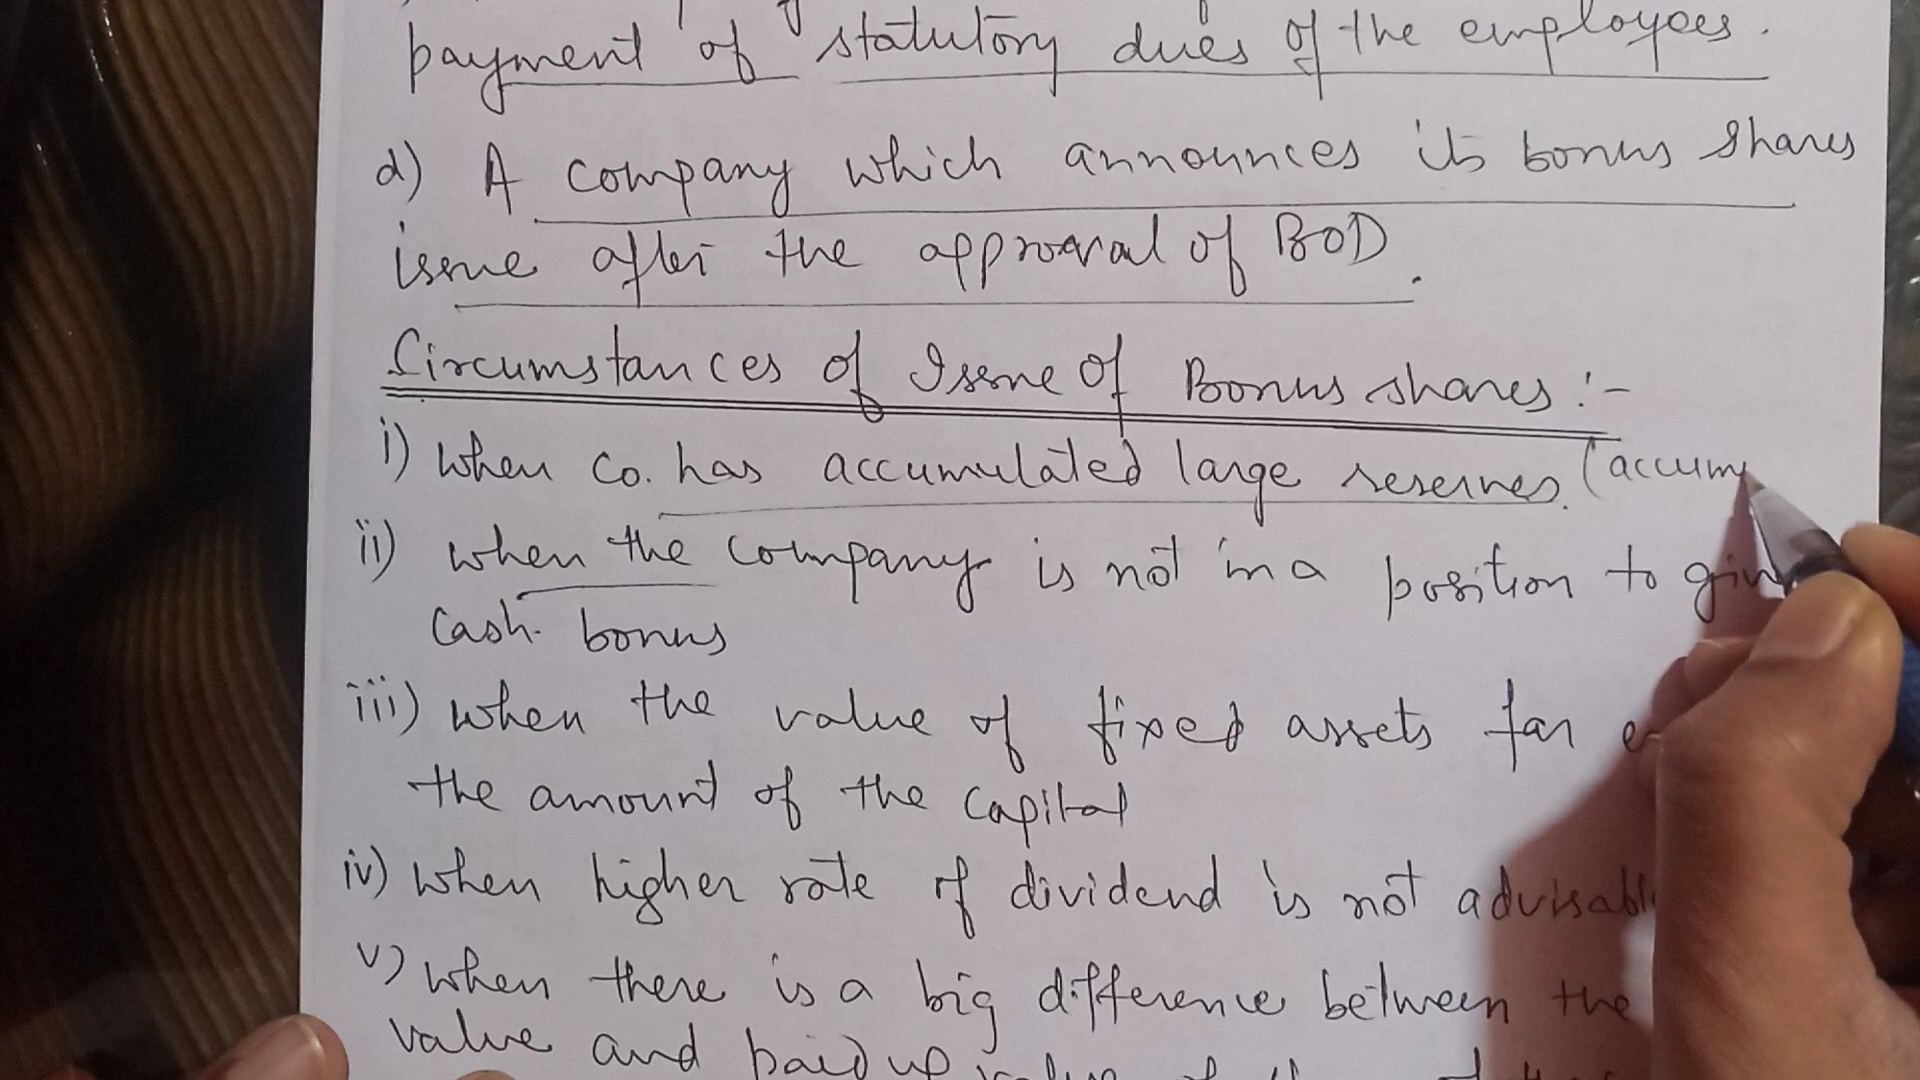 payment of statutory dues of the employees.
d) A company which announces its bonus shares
issue after the approval of BOD.
Circumstances of Issue of Bonus shares :-
i) when co. has accumulated large reserves. (accum
ii) when the company is not in a position to giv
cash bonus
iii) when the value of fixed assets far
the amount of the capital
iv) when higher rate of dividend is not advisabl
v) when there is a big difference between the
value and paid up value of the